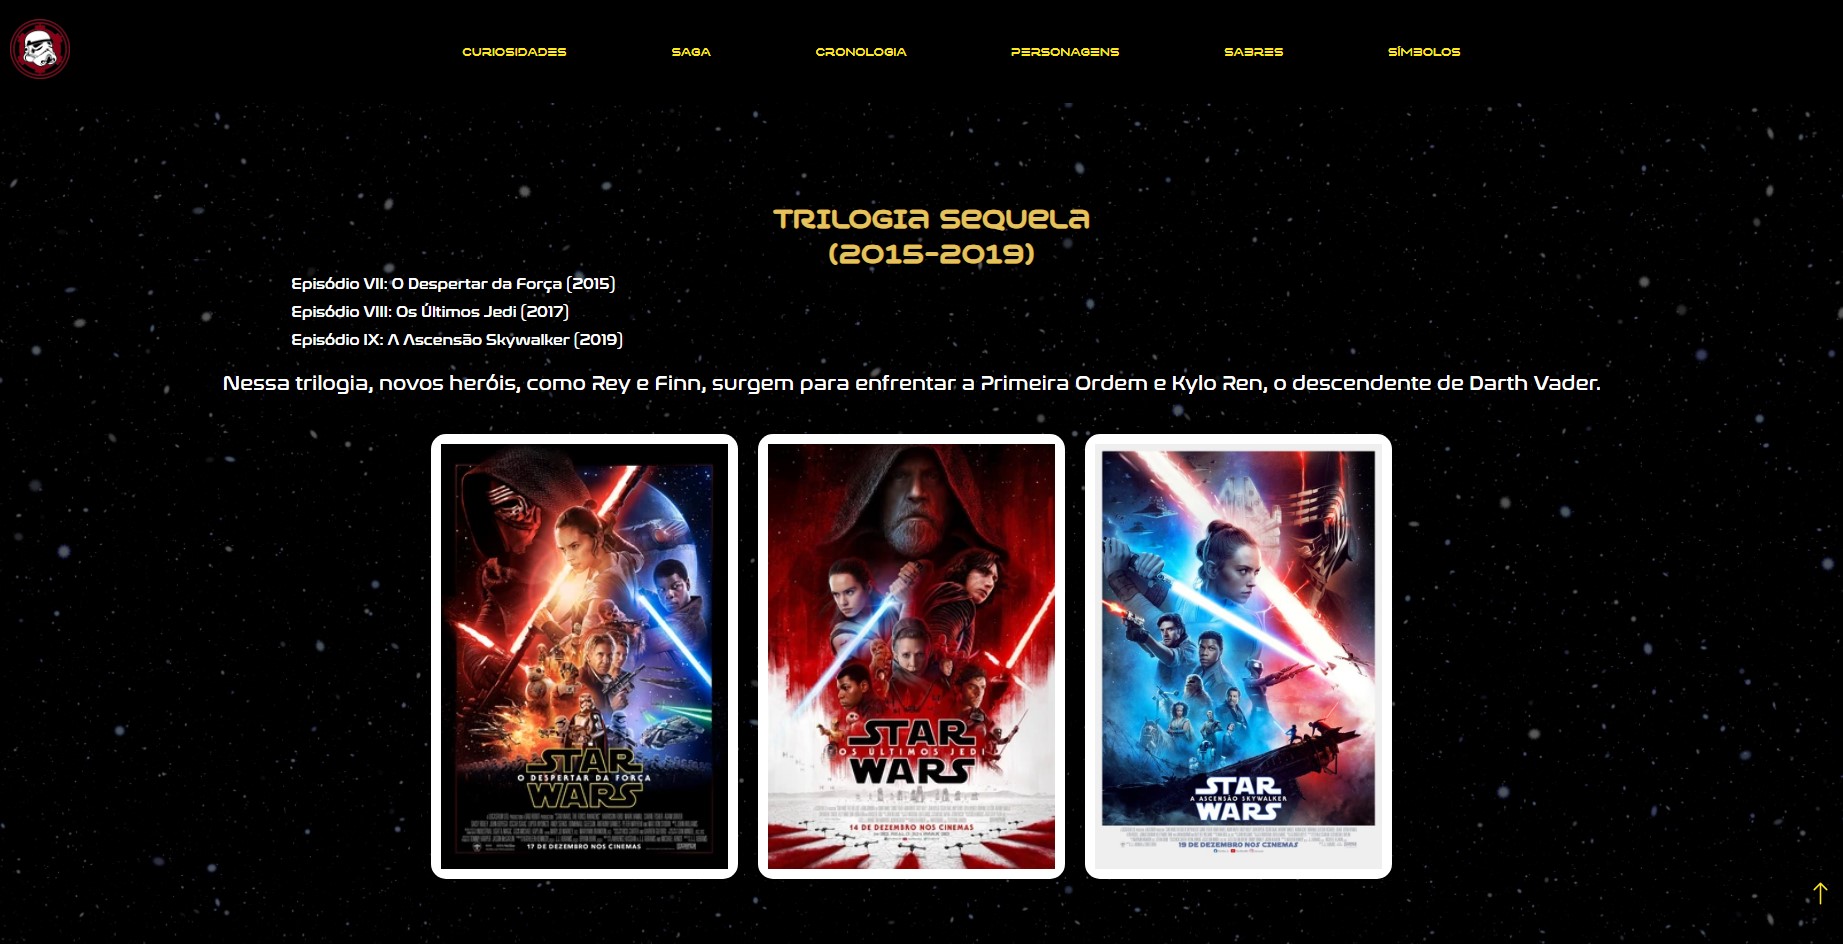 CURIOSIDADES SAGA CRONOLOGIA PERSONAGENS SABRES SÍMBOLOS
TRILOGIA SEQUELA
(2015-2019)
Episódio VII: O Despertar da Força (2015)
Episódio VIII: Os Últimos Jedi (2017)
Episódio IX: A Ascensão Skywalker (2019)
Nessa trilogia, novos heróis, como Rey e Finn, surgem para enfrentar a Primeira Ordem e Kylo Ren, o descendente de Darth Vader.
STAR
O DESPERTAR DA FORÇA
WARS
17 DE DEZEMBRO NOS CINEMAS
STAR
OS ÚLTIMOS JEDI
WARS
14 DE DEZEMBRO NOS CINEMAS
STAR
A ASCENSÃO SKYWALKER
WARS
19 DE DEZEMBRO NOS CINEMAS